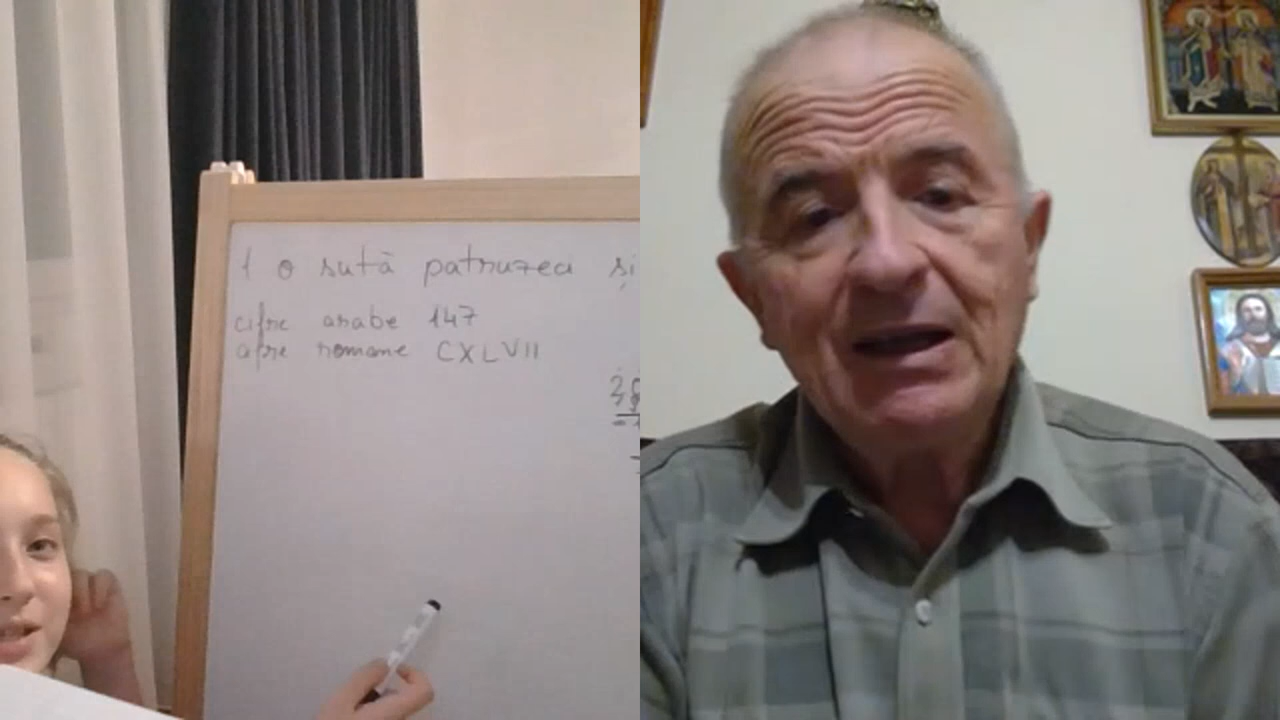 1 o sută patruzeci și
cifre arabe 147
cifre romane CXLVII